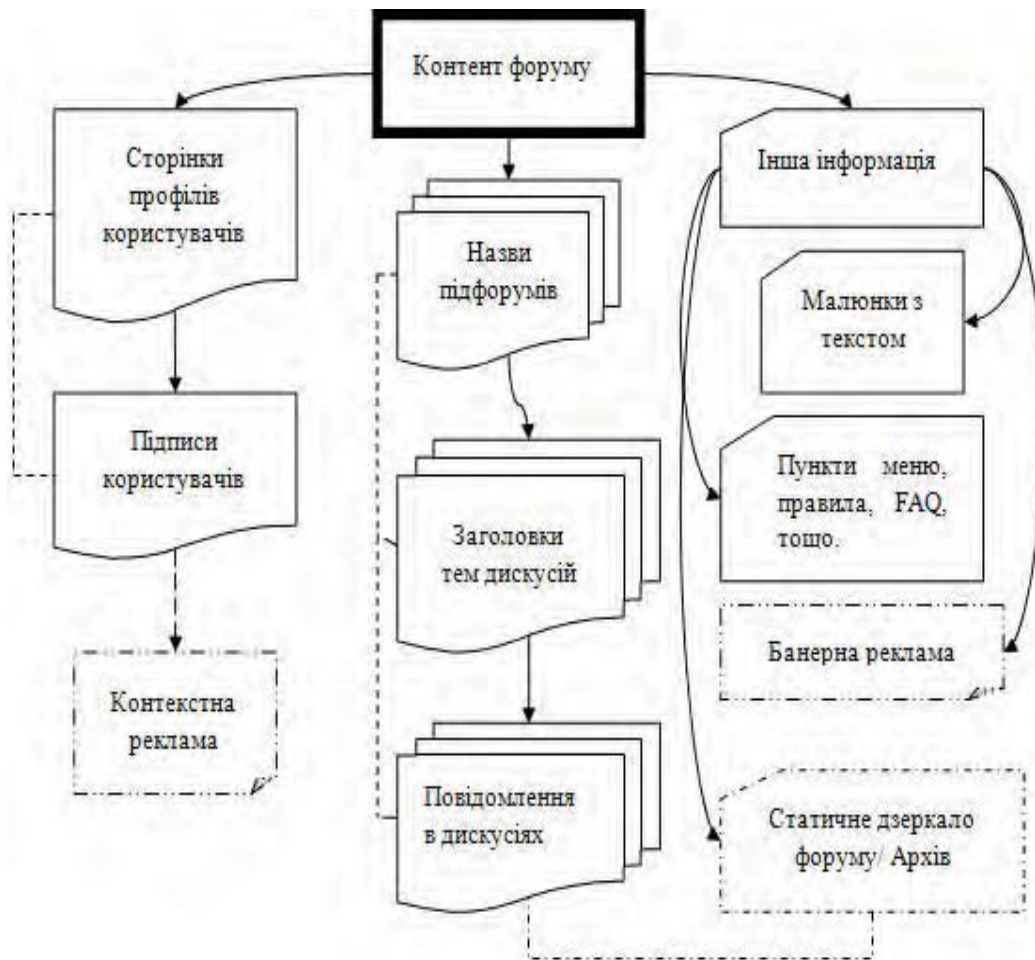 Контент форуму
Сторінки
профілів
користувачів
Підписи
користувачів
Контекстна
реклама
Назви
підфорумів
Заголовки
тем дискусій
Повідомлення
в дискусіях
Інша інформація
Малюнки з
текстом
Пункти меню,
правила, FAQ,
тощо.
Банерна реклама
Статичне дзеркало
форуму/ Архів